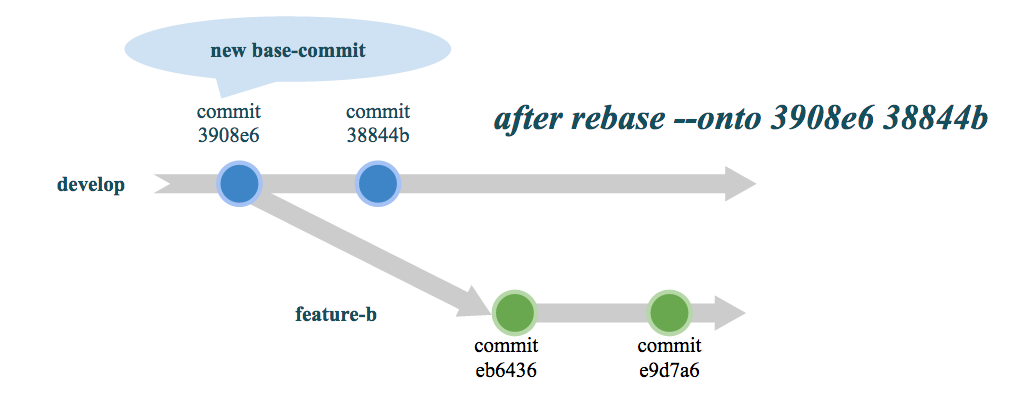 new base-commit
commit
3908e6
commit
38844b
after rebase --onto 3908e6 38844b
develop
feature-b
commit
eb6436
commit
e9d7a6